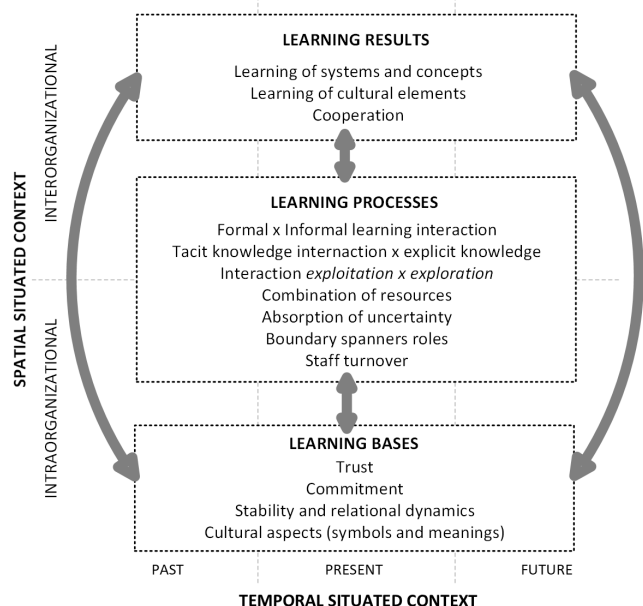 LEARNING RESULTS
Learning of systems and concepts
Learning of cultural elements
Cooperation
LEARNING PROCESSES
Formal x Informal learning interaction
Tacit knowledge internaction x explicit knowledge
Interaction exploitation x exploration
Combination of resources
Absorption of uncertainty
Boundary spanners roles
Staff turnover
LEARNING BASES
Trust
Commitment
Stability and relational dynamics
Cultural aspects (symbols and meanings)
SPATIAL SITUATED CONTEXT
INTERORGANIZATIONAL
INTRAORGANIZATIONAL
PAST
PRESENT
FUTURE
TEMPORAL SITUATED CONTEXT